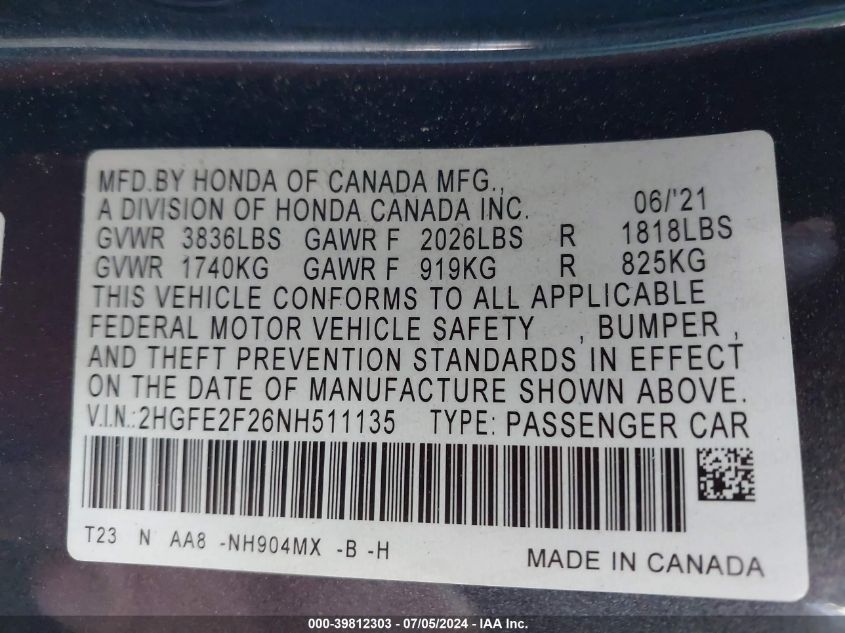 MFD.BY HONDA OF CANADA MFG.,
A DIVISION OF HONDA CANADA INC. 06/'21
GVWR 3836LBS GAWR F 2026LBS R 1818LBS
GVWR 1740KG GAWR F 919KG R 825KG
THIS VEHICLE CONFORMS TO ALL APPLICABLE
FEDERAL MOTOR VEHICLE SAFETY , BUMPER ,
AND THEFT PREVENTION STANDARDS IN EFFECT
ON THE DATE OF MANUFACTURE SHOWN ABOVE.
V.I.N.:2HGFE2F26NH511135 TYPE: PASSENGER CAR
T23 N AA8 -NH904MX -B -H
MADE IN CANADA
000-39812303 - 07/05/2024 - IAA Inc.